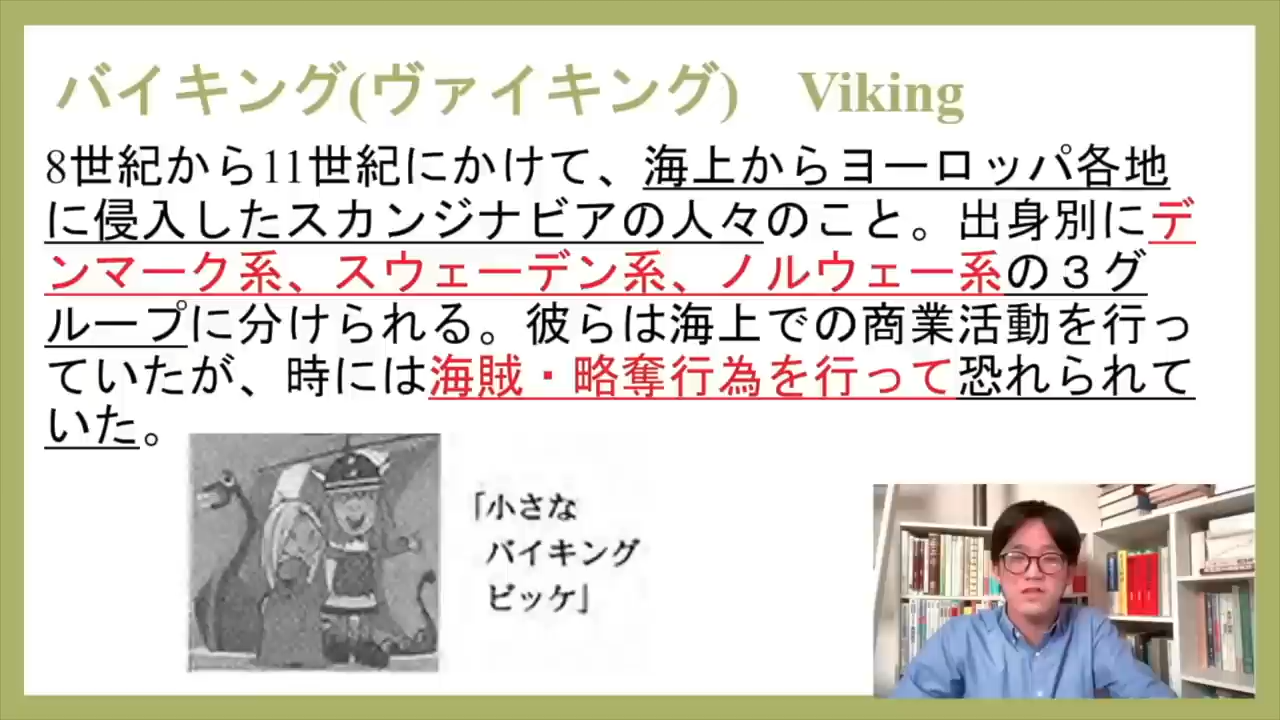 バイキング(ヴァイキング)　Viking
8世紀から11世紀にかけて、海上からヨーロッパ各地
に侵入したスカンジナビアの人々のこと。出身別にデ
ンマーク系、スウェーデン系、ノルウェー系の３グ
ループに分けられる。彼らは海上での商業活動を行っ
ていたが、時には海賊・略奪行為を行って恐れられて
いた。
「小さな
バイキング
ビッケ」